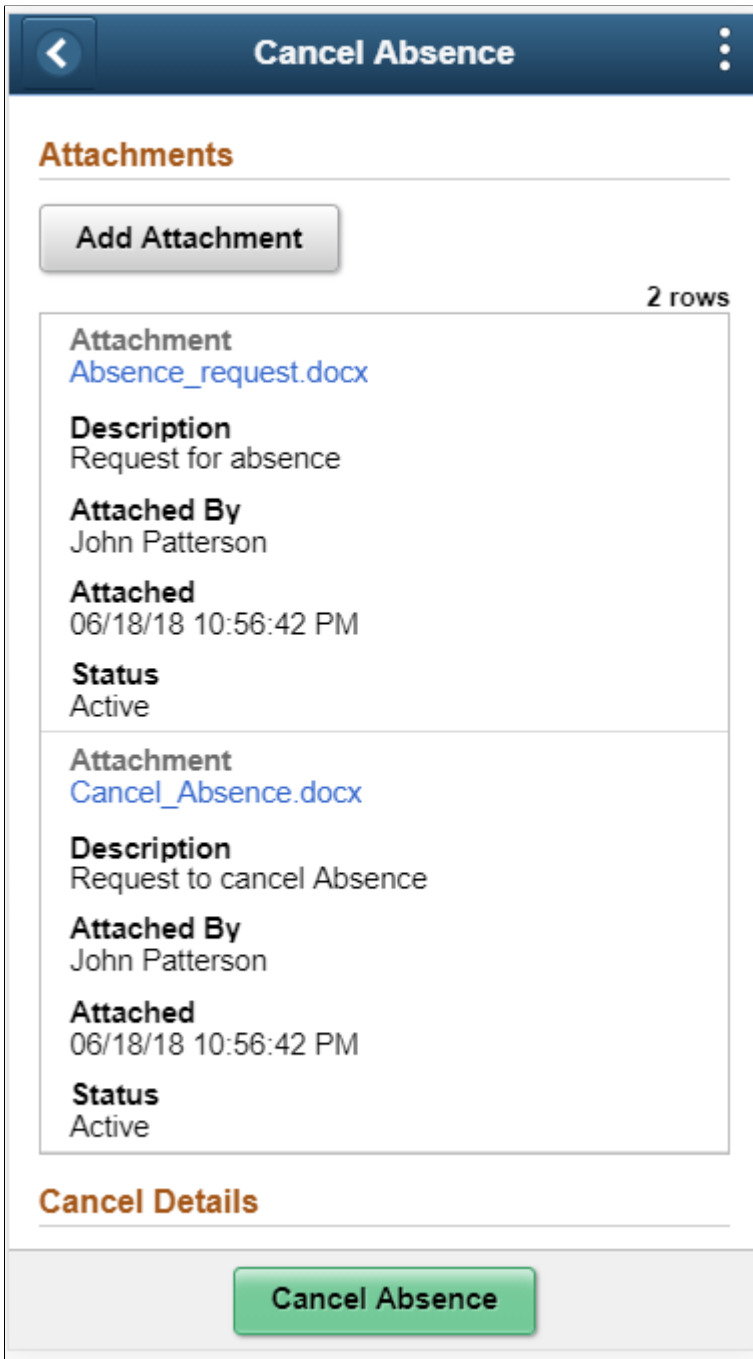 Cancel Absence
Attachments
Add Attachment
2 rows
Attachment
Absence_request.docx
Description
Request for absence
Attached By
John Patterson
Attached
06/18/18 10:56:42 PM
Status
Active
Attachment
Cancel_Absence.docx
Description
Request to cancel Absence
Attached By
John Patterson
Attached
06/18/18 10:56:42 PM
Status
Active
Cancel Details
Cancel Absence